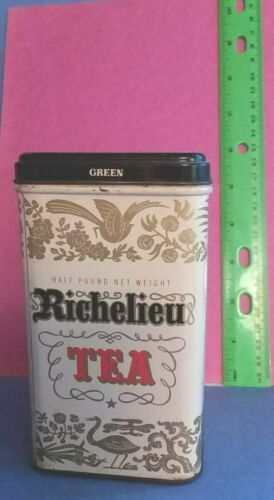 GREEN
HALF POUND NET WEIGHT
Richelieu
TEA